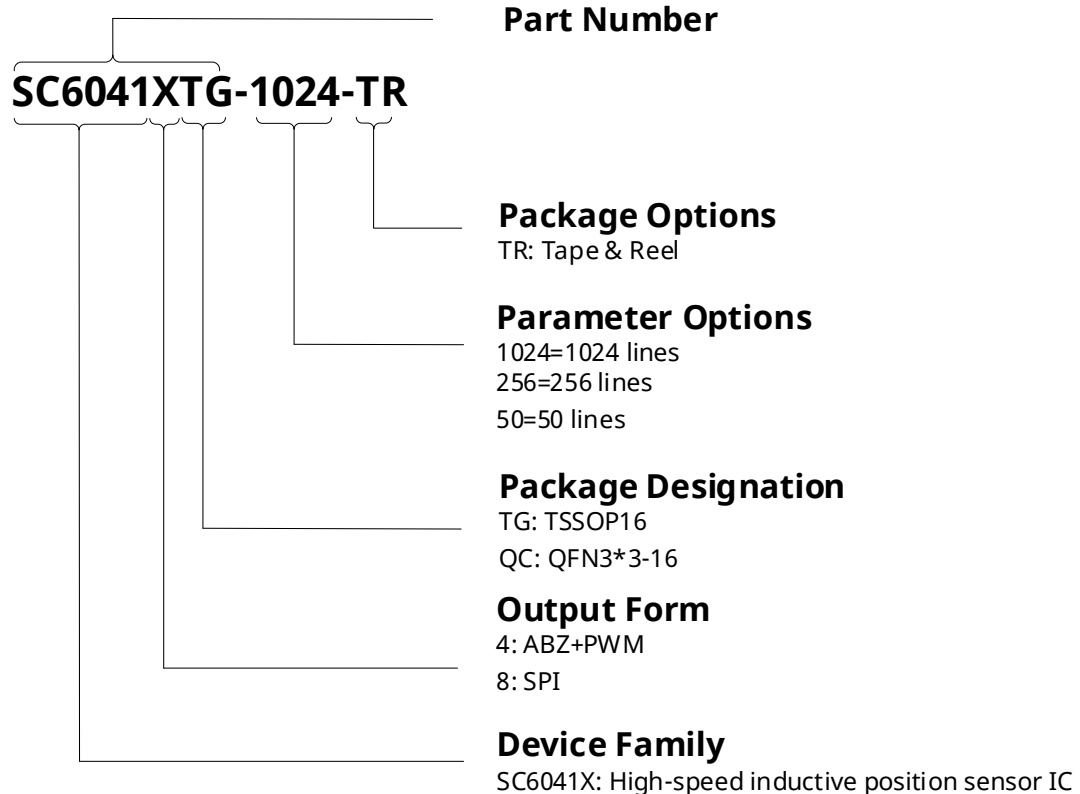 Part Number
SC6041XTG-1024-TR
Package Options
TR: Tape & Reel
Parameter Options
1024=1024 lines
256=256 lines
50=50 lines
Package Designation
TG: TSSOP16
QC: QFN3*3-16
Output Form
4: ABZ+PWM
8: SPI
Device Family
SC6041X: High-speed inductive position sensor IC